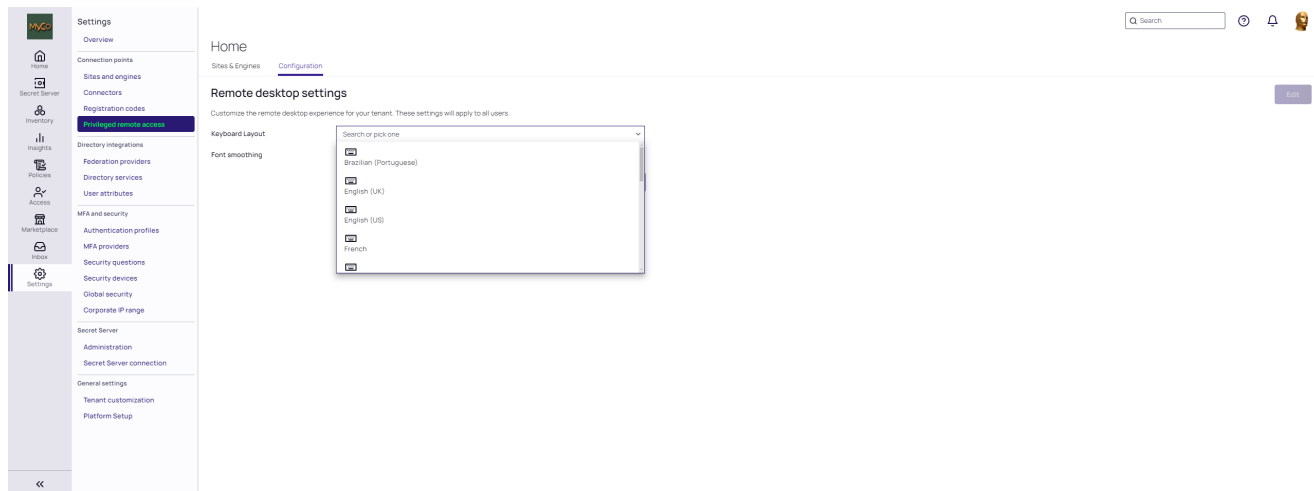 MyCo
Home
Secret Server
Inventory
Insights
Policies
Access
Marketplace
Inbox
Settings
Settings
Overview
Connection points
Sites and engines
Connectors
Registration codes
Privileged remote access
Directory integrations
Federation providers
Directory services
User attributes
MFA and security
Authentication profiles
MFA providers
Security questions
Security devices
Global security
Corporate IP range
Secret Server
Administration
Secret Server connection
General settings
Tenant customization
Platform Setup
Search
Home
Sites & Engines Configuration
Remote desktop settings
Edit
Customize the remote desktop experience for your tenant. These settings will apply to all users.
Keyboard Layout Search or pick one
Font smoothing
Brazilian (Portuguese)
English (UK)
English (US)
French